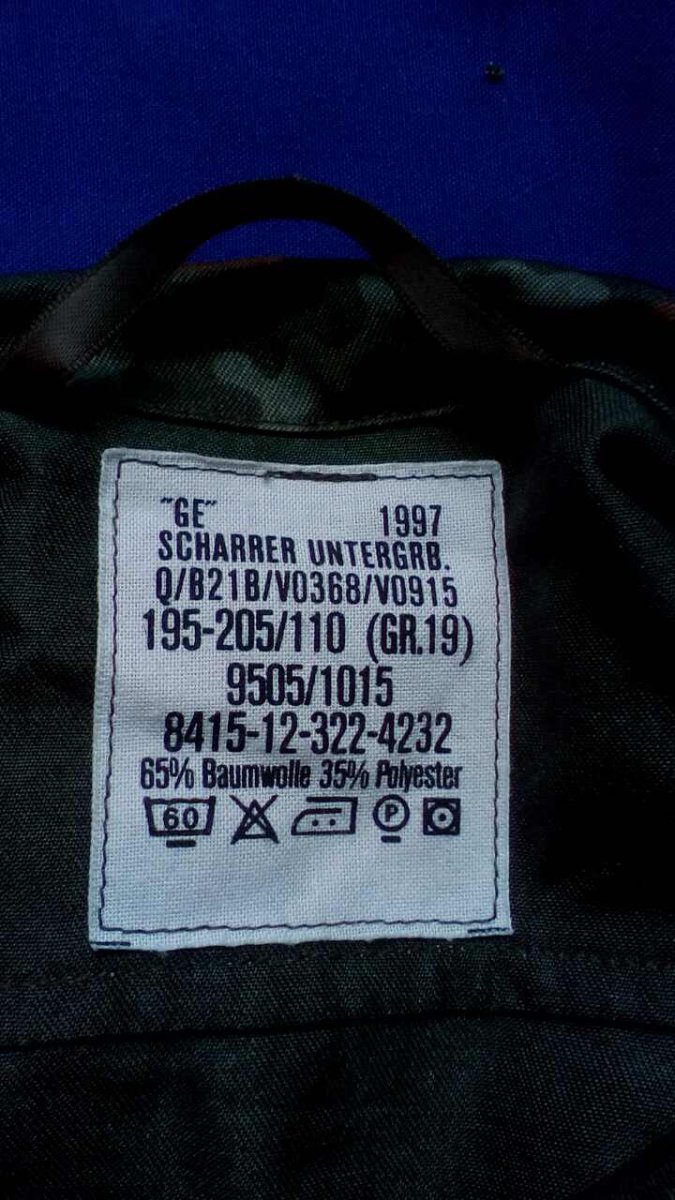 "GE" 1997
SCHARRER UNTERGRB.
Q/B21B/V0368/V0915
195-205/110 (GR.19)
9505/1015
8415-12-322-4232
65% Baumwolle 35% Polyester
60 P